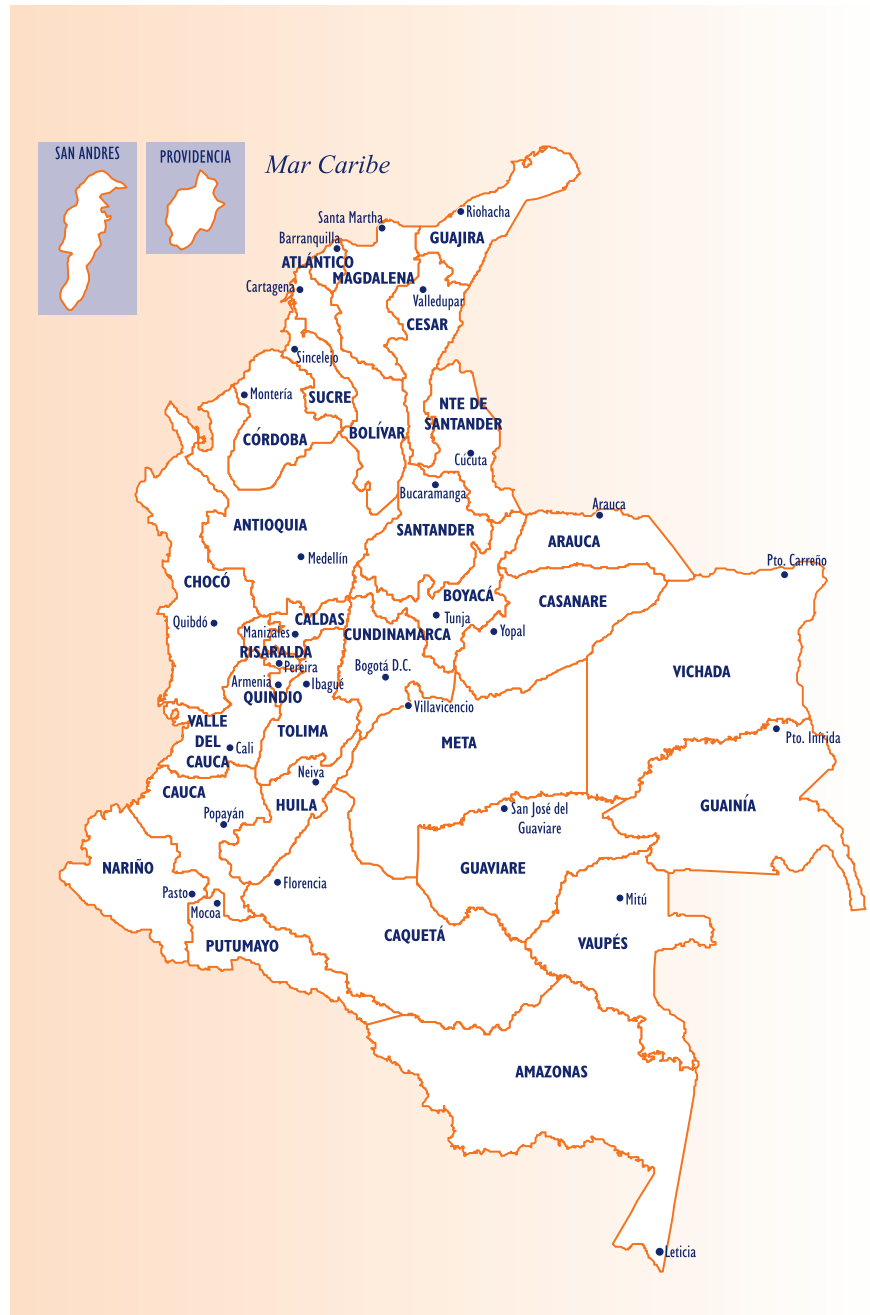 SAN ANDRES
PROVIDENCIA
Mar Caribe
Riohacha
Santa Martha
GUAJIRA
Barranquilla
ATLÁNTICO
MAGDALENA
Cartagena
Valledupar
CESAR
Sincelejo
Montería
SUCRE
NTE DE
SANTANDER
BOLÍVAR
CÓRDOBA
Cúcuta
Bucaramanga
Arauca
ANTIOQUIA
SANTANDER
ARAUCA
Medellín
Pto. Carreño
CHOCÓ
BOYACÁ
CASANARE
Quibdó
CALDAS
Tunja
Manizales
CUNDINAMARCA
Yopal
RISARALDA
Pereira
Bogotá D.C.
VICHADA
Armenia
Ibagué
QUINDIO
Villavicencio
VALLE
DEL
CAUCA
TOLIMA
META
Pto. Inírida
Cali
Neiva
CAUCA
HUILA
San José del
Guaviare
GUAINÍA
Popayán
NARIÑO
GUAVIARE
Florencia
Pasto
Mitú
Mocoa
CAQUETÁ
VAUPÉS
PUTUMAYO
AMAZONAS
Leticia